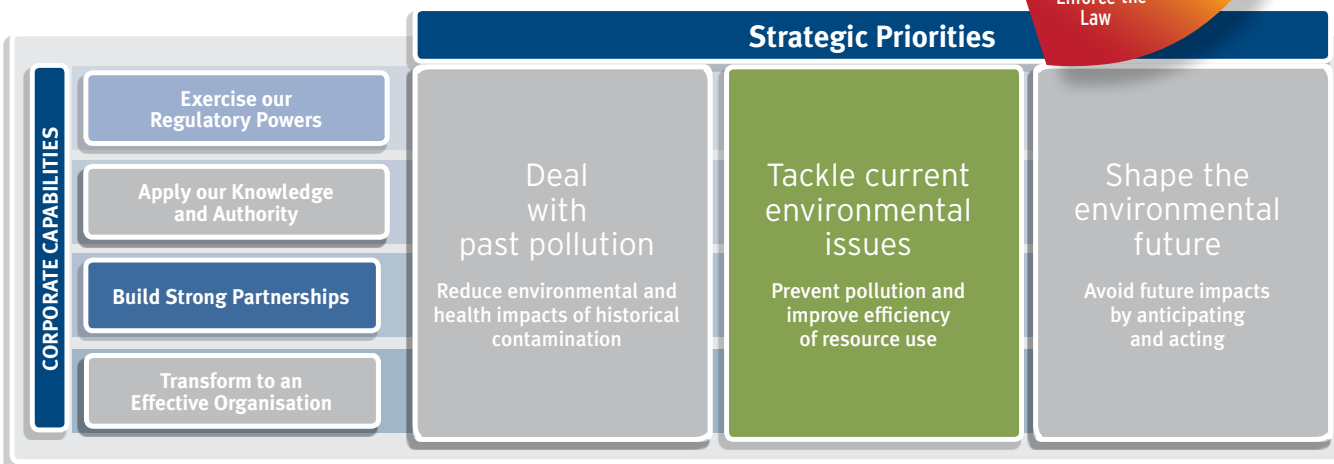 Enforce the
Law
Strategic Priorities
CORPORATE CAPABILITIES
Exercise our
Regulatory Powers
Apply our Knowledge
and Authority
Build Strong Partnerships
Transform to an
Effective Organisation
Deal
with
past pollution
Reduce environmental and
health impacts of historical
contamination
Tackle current
environmental
issues
Prevent pollution and
improve efficiency
of resource use
Shape the
environmental
future
Avoid future impacts
by anticipating
and acting